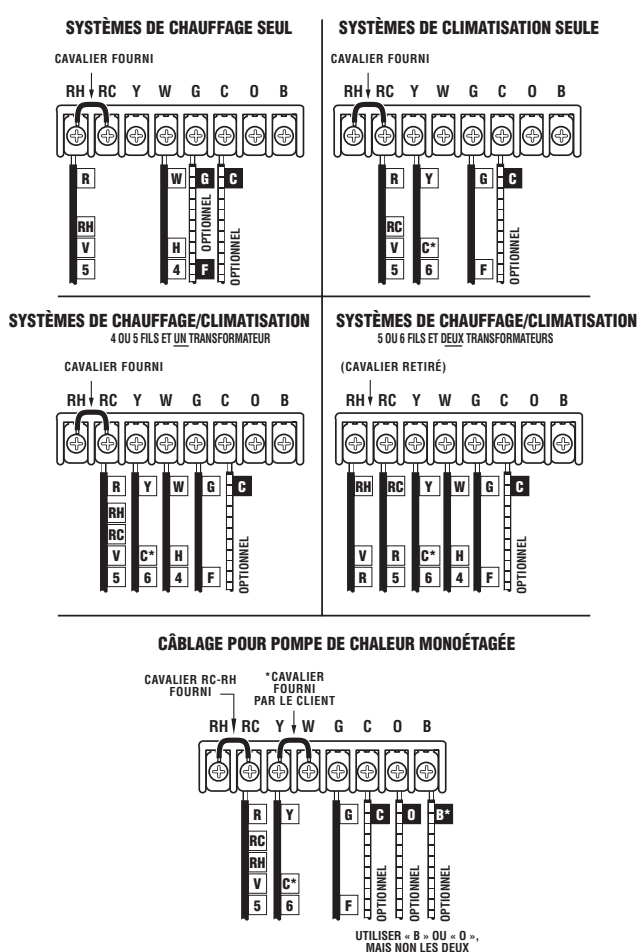 SYSTÈMES DE CHAUFFAGE SEUL
CAVALIER FOURNI
RH RC Y W G C O B
R W G C
RH
V H
5 4 F
OPTIONNEL
OPTIONNEL
SYSTÈMES DE CLIMATISATION SEULE
CAVALIER FOURNI
RH RC Y W G C O B
R Y G C
RC
V C*
5 6 F
OPTIONNEL
SYSTÈMES DE CHAUFFAGE/CLIMATISATION
4 OU 5 FILS ET UN TRANSFORMATEUR
CAVALIER FOURNI
RH RC Y W G C O B
R Y W G C
RH
RC
V C* H
5 6 4 F
OPTIONNEL
SYSTÈMES DE CHAUFFAGE/CLIMATISATION
5 OU 6 FILS ET DEUX TRANSFORMATEURS
(CAVALIER RETIRÉ)
RH RC Y W G C O B
RH RC Y W G C
V R C* H
R 5 6 4 F
OPTIONNEL
CÂBLAGE POUR POMPE DE CHALEUR MONOÉTAGÉE
CAVALIER RC-RH
FOURNI
*CAVALIER
FOURNI
PAR LE CLIENT
RH RC Y W G C O B
R Y G C O B*
RC
RH
V C*
5 6 F
OPTIONNEL
OPTIONNEL
OPTIONNEL
UTILISER « B » OU « O »,
MAIS NON LES DEUX